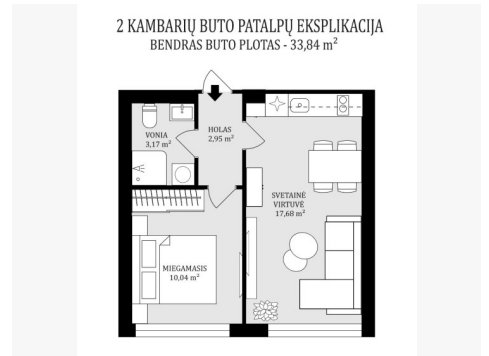 2 KAMBARIŲ BUTO PATALPŲ EKSPLIKACIJA
BENDRAS BUTO PLOTAS - 33,84 m²
VONIA
3,17 m²
HOLAS
2,95 m²
SVETAINĖ
VIRTUVĖ
17,68 m²
MIEGAMASIS
10,04 m²